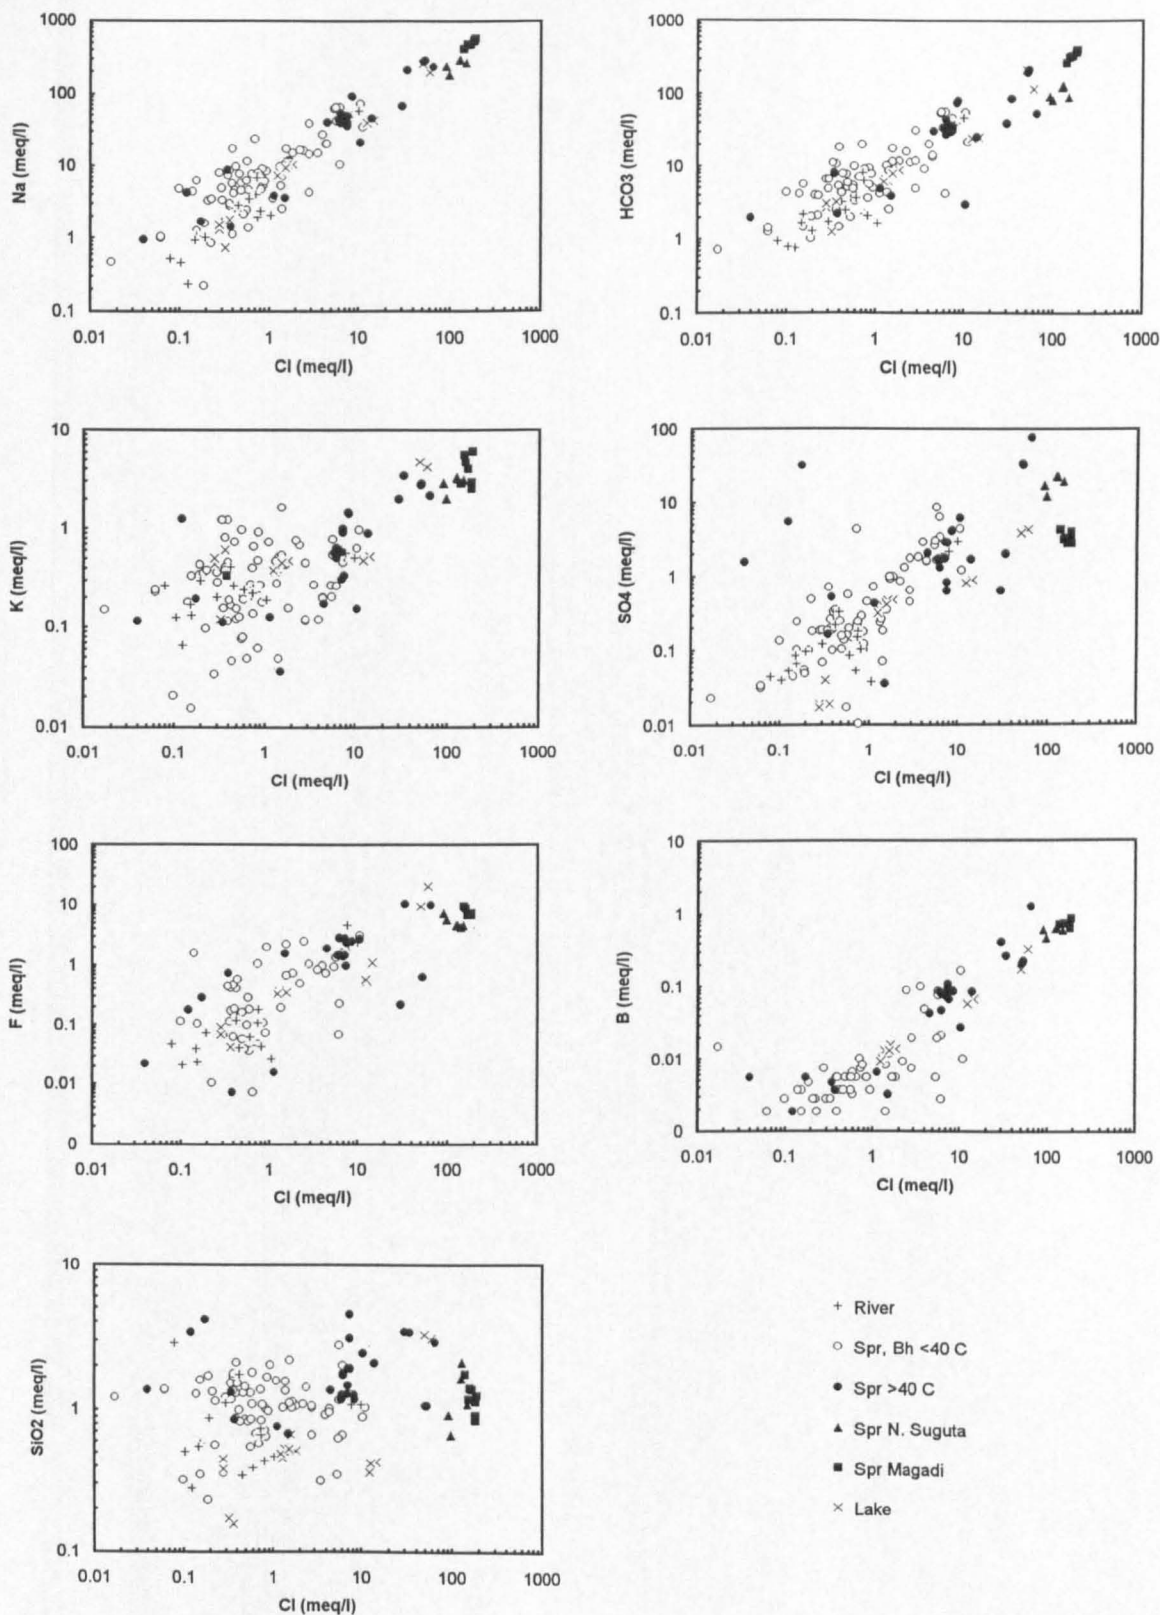 1000
100
10
1
0.1
Na (meq/l)
0.01 0.1 1 10 100 1000
Cl (meq/l)
1000
100
10
1
0.1
HCO3 (meq/l)
0.01 0.1 1 10 100 1000
Cl (meq/l)
10
1
0.1
0.01
K (meq/l)
0.01 0.1 1 10 100 1000
Cl (meq/l)
100
10
1
0.1
0.01
SO4 (meq/l)
0.01 0.1 1 10 100 1000
Cl (meq/l)
100
10
1
0.1
0.01
0
F (meq/l)
0.01 0.1 1 10 100 1000
Cl (meq/l)
10
1
0.1
0.01
0
B (meq/l)
0.01 0.1 1 10 100 1000
Cl (meq/l)
10
1
0.1
SiO2 (meq/l)
0.01 0.1 1 10 100 1000
Cl (meq/l)
River
Spr, Bh <40 C
Spr >40 C
Spr N. Suguta
Spr Magadi
Lake